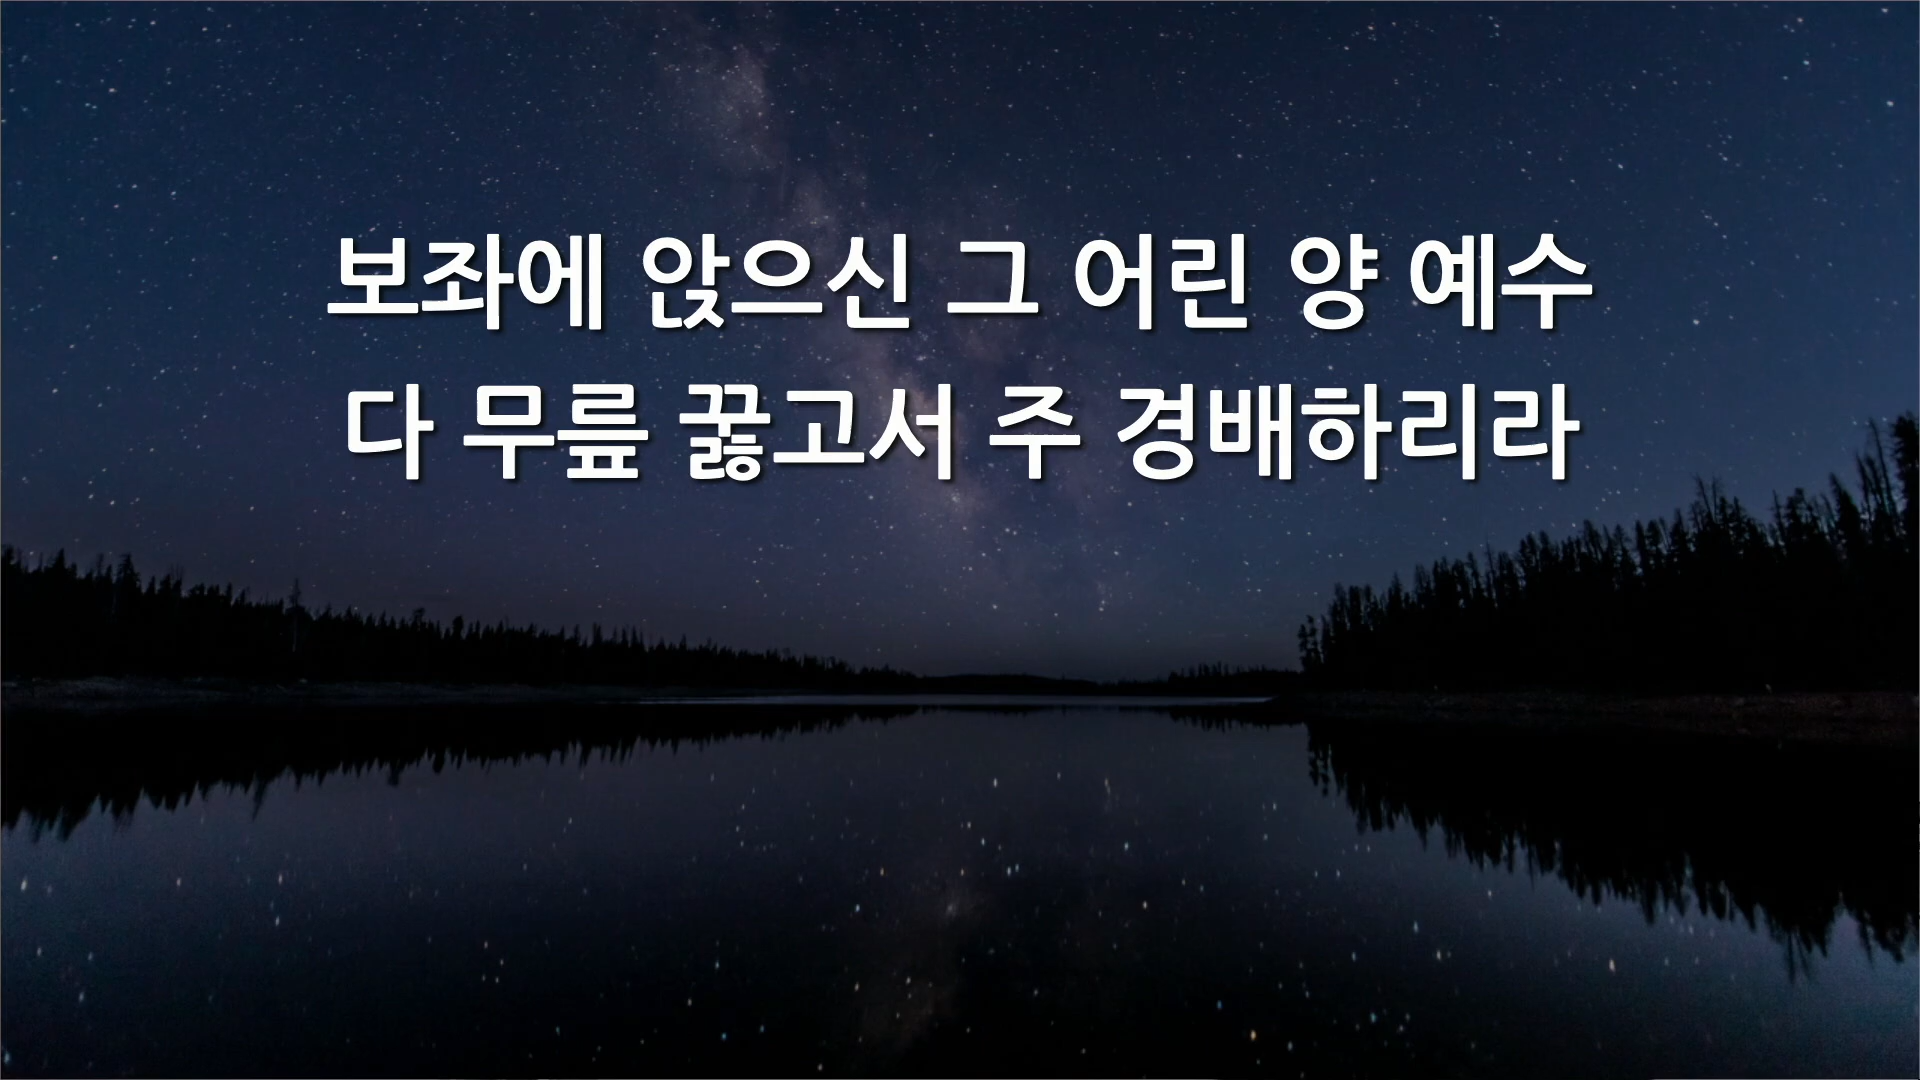 보좌에 앉으신 그 어린 양 예수
다 무릎 꿇고서 주 경배하리라